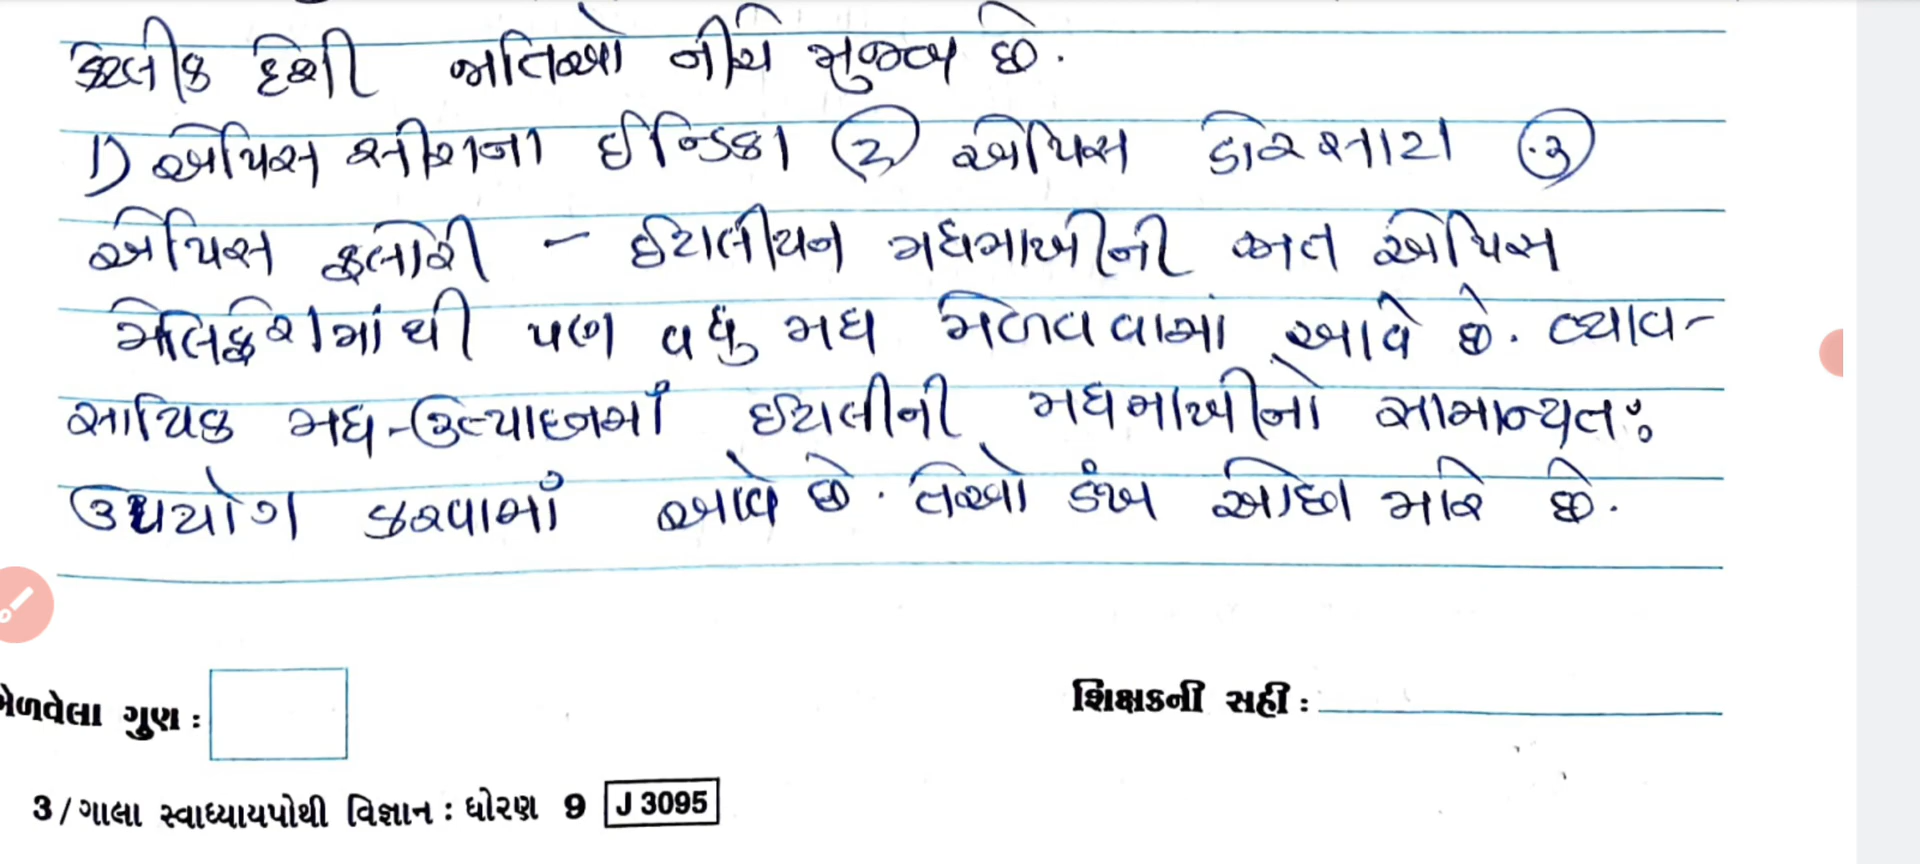 કેટલીક દેશી જાતિઓ નીચે મુજબ છે.
1) એપિસ સીરાના ઈન્ડિકા ② એપિસ ડોરસાટા ③
એપિસ ફ્લોરી - ઈટાલીયન મધમાખીની જાત એપિસ
મેલિફેરામાંથી પણ વધુ મધ મેળવવામાં આવે છે. વ્યાવ-
સાયિક મધ-ઉત્પાદનમાં ઈટાલીની મધમાખીનો સામાન્યતઃ
ઉપયોગ કરવામાં આવે છે. તેઓ ડંખ ઓછા મારે છે.
મેળવેલા ગુણ :
શિક્ષકની સહી :
3 / ગાલા સ્વાધ્યાયપોથી વિજ્ઞાન : ધોરણ 9 J 3095